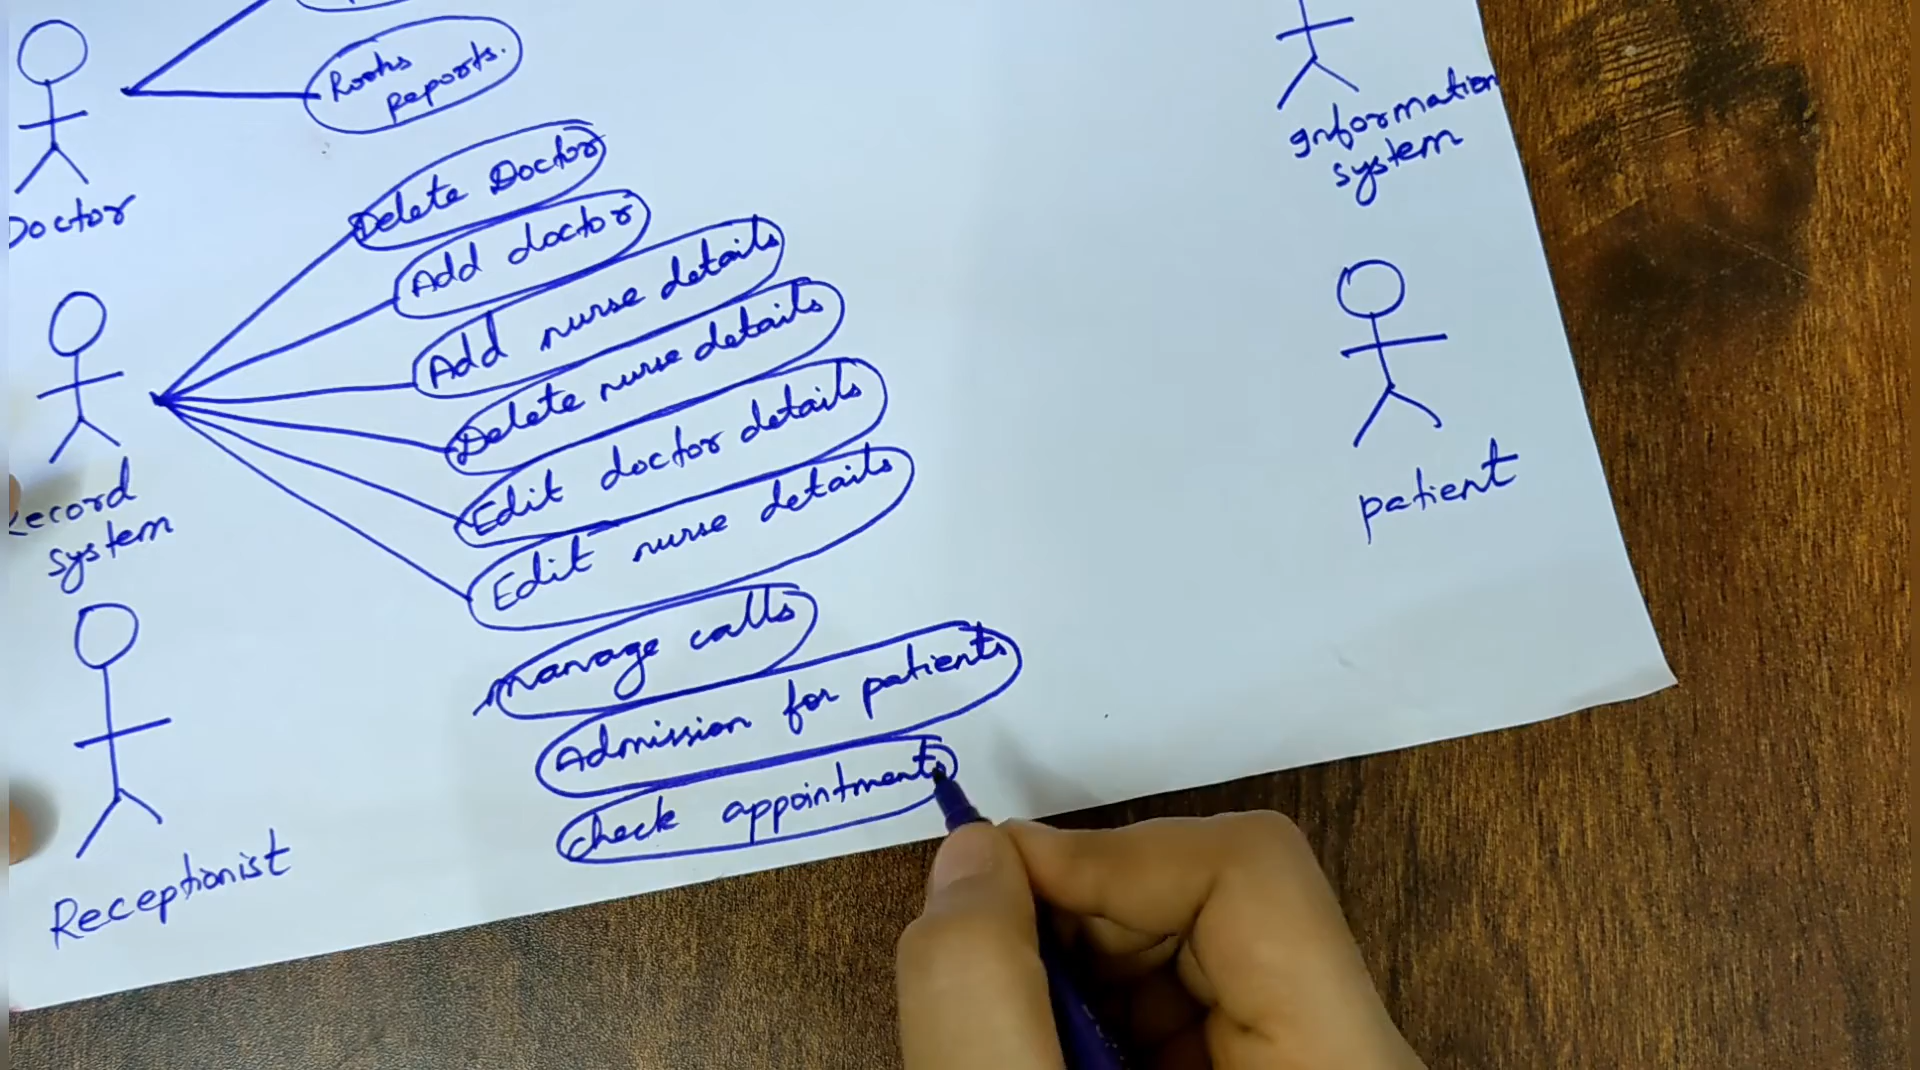 reports.
Doctor
Delete Doctor
Add doctor
Add nurse details
Delete nurse details
Edit doctor details
Edit nurse details
Record
system
manage calls
Admission for patients
check appointments
Receptionist
Information
system
patient